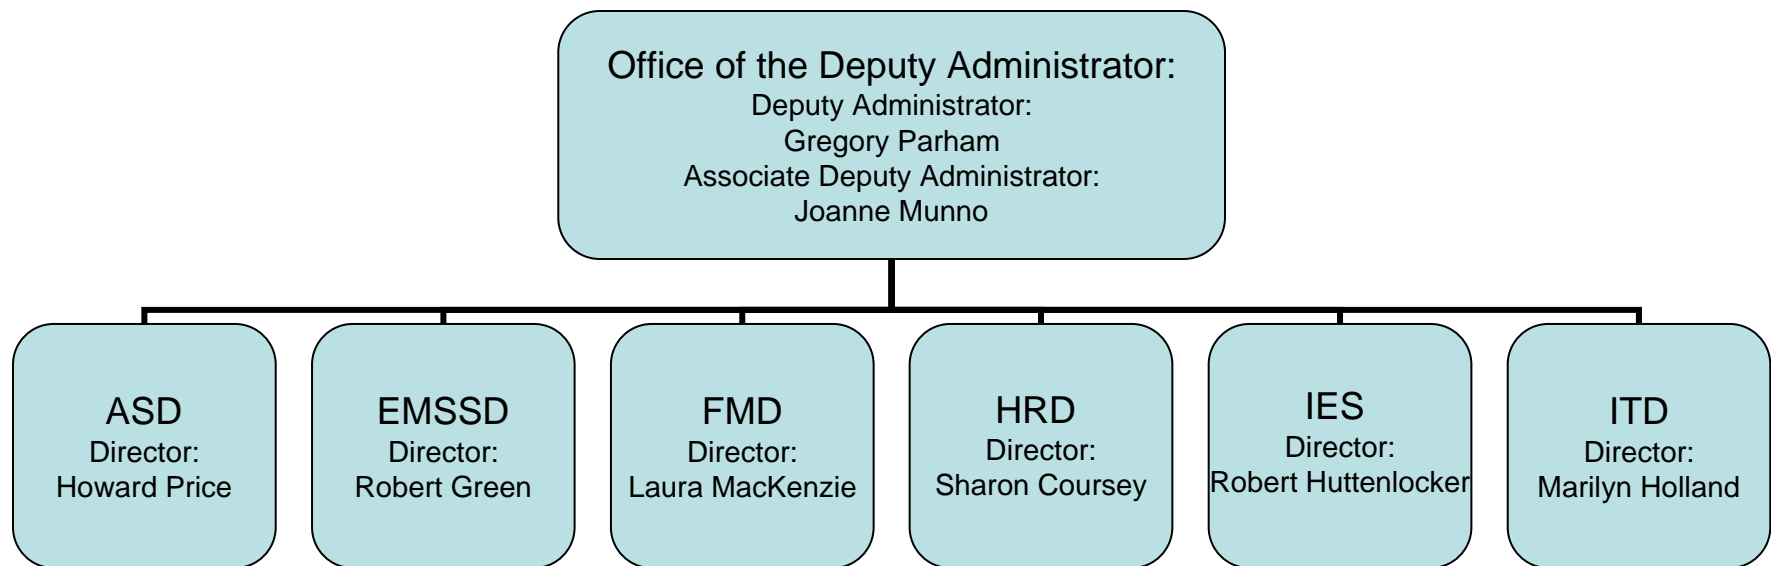 Office of the Deputy Administrator:
Deputy Administrator:
Gregory Parham
Associate Deputy Administrator:
Joanne Munno
ASD
Director:
Howard Price
EMSSD
Director:
Robert Green
FMD
Director:
Laura MacKenzie
HRD
Director:
Sharon Coursey
IES
Director:
Robert Huttenlocker
ITD
Director:
Marilyn Holland